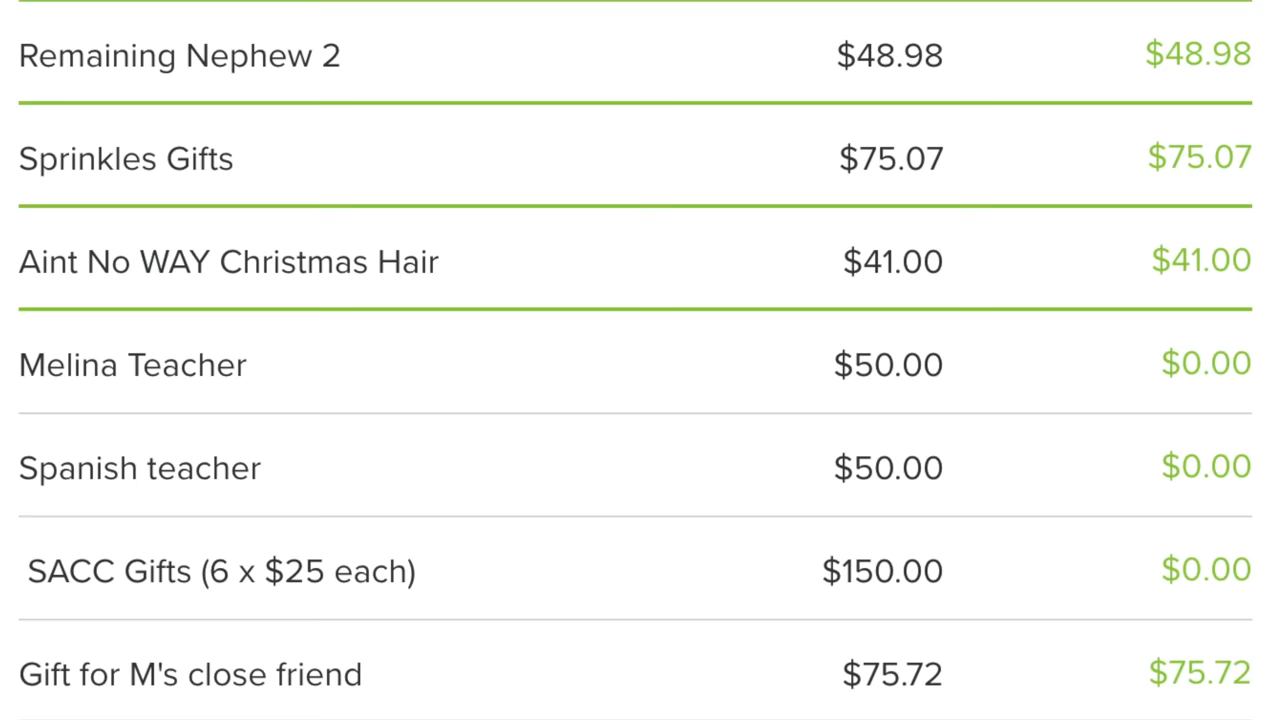 Remaining Nephew 2 $48.98 $48.98
Sprinkles Gifts $75.07 $75.07
Aint No WAY Christmas Hair $41.00 $41.00
Melina Teacher $50.00 $0.00
Spanish teacher $50.00 $0.00
SACC Gifts (6 x $25 each) $150.00 $0.00
Gift for M's close friend $75.72 $75.72